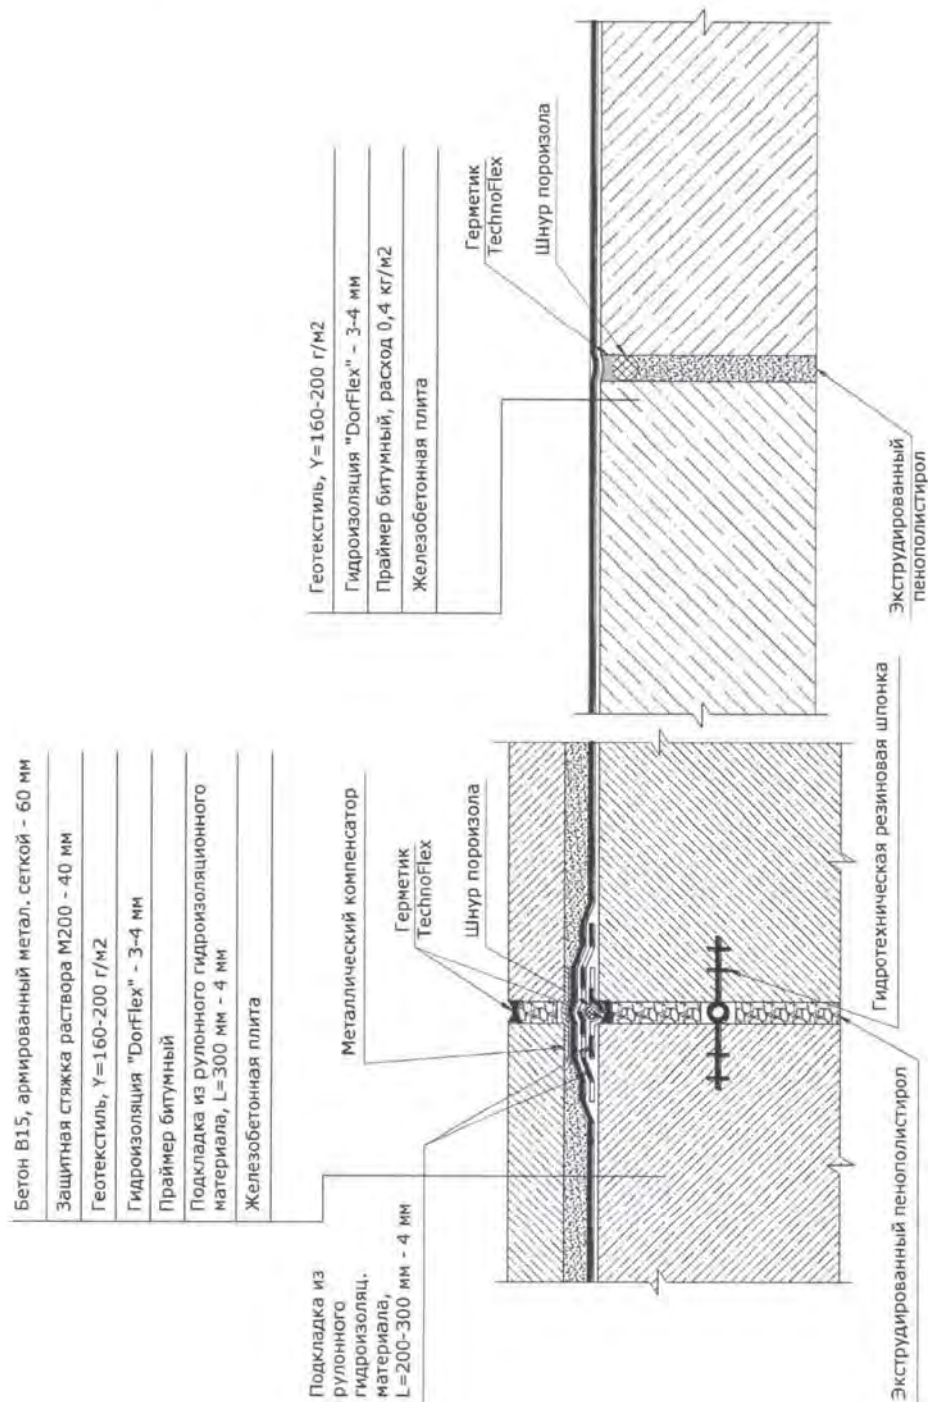 Бетон В15, армированный метал. сеткой - 60 мм
Защитная стяжка раствора М200 - 40 мм
Геотекстиль, Y=160-200 г/м2
Гидроизоляция "DorFlex" - 3-4 мм
Праймер битумный
Подкладка из рулонного гидроизоляционного
материала, L=300 мм - 4 мм
Железобетонная плита
Подкладка из
рулонного
гидроизоляц.
материала,
L=200-300 мм - 4 мм
Металлический компенсатор
Герметик
TechnoFlex
Шнур пороизола
Гидротехническая резиновая шпонка
Экструдированный пенополистирол
Геотекстиль, Y=160-200 г/м2
Гидроизоляция "DorFlex" - 3-4 мм
Праймер битумный, расход 0,4 кг/м2
Железобетонная плита
Герметик
TechnoFlex
Шнур пороизола
Экструдированный
пенополистирол